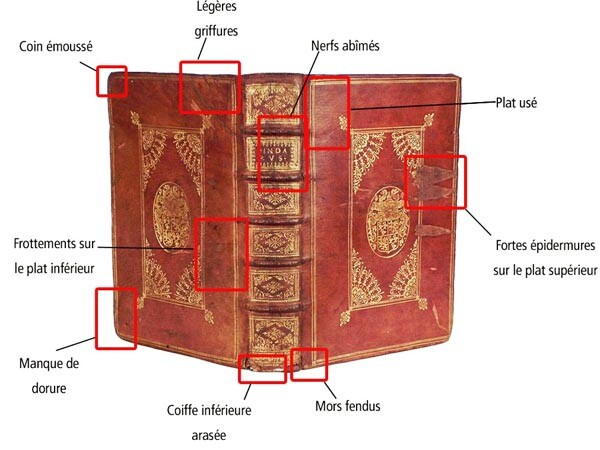 Légères
griffures
Coin émoussé
Nerfs abîmés
Plat usé
INDA
Frottements sur
le plat inférieur
Fortes épidermures
sur le plat supérieur
Manque de
dorure
Coiffe inférieure
arasée
Mors fendus